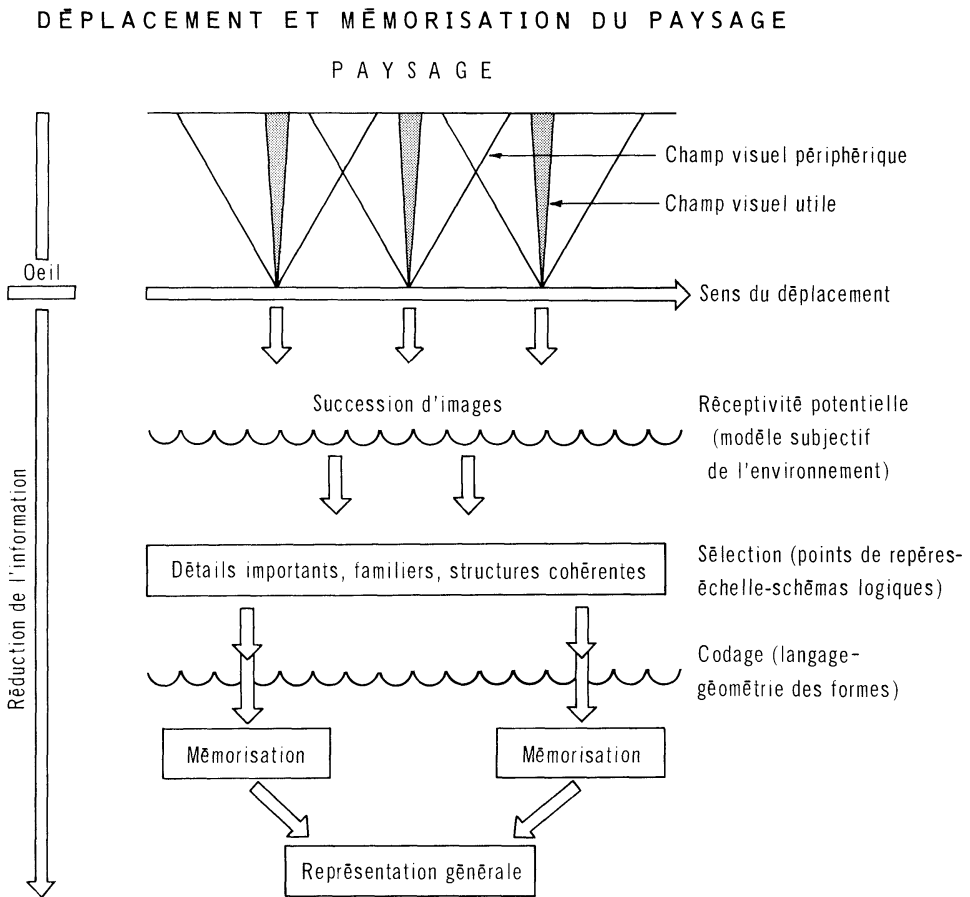 DÉPLACEMENT ET MÉMORISATION DU PAYSAGE
PAYSAGE
Champ visuel périphérique
Champ visuel utile
Oeil
Sens du déplacement
Succession d'images
Réceptivité potentielle
(modèle subjectif
de l'environnement)
Réduction de l'information
Détails importants, familiers, structures cohérentes
Sélection (points de repéres-
échelle-schémas logiques)
Codage (langage-
géométrie des formes)
Mémorisation
Mémorisation
Représentation générale